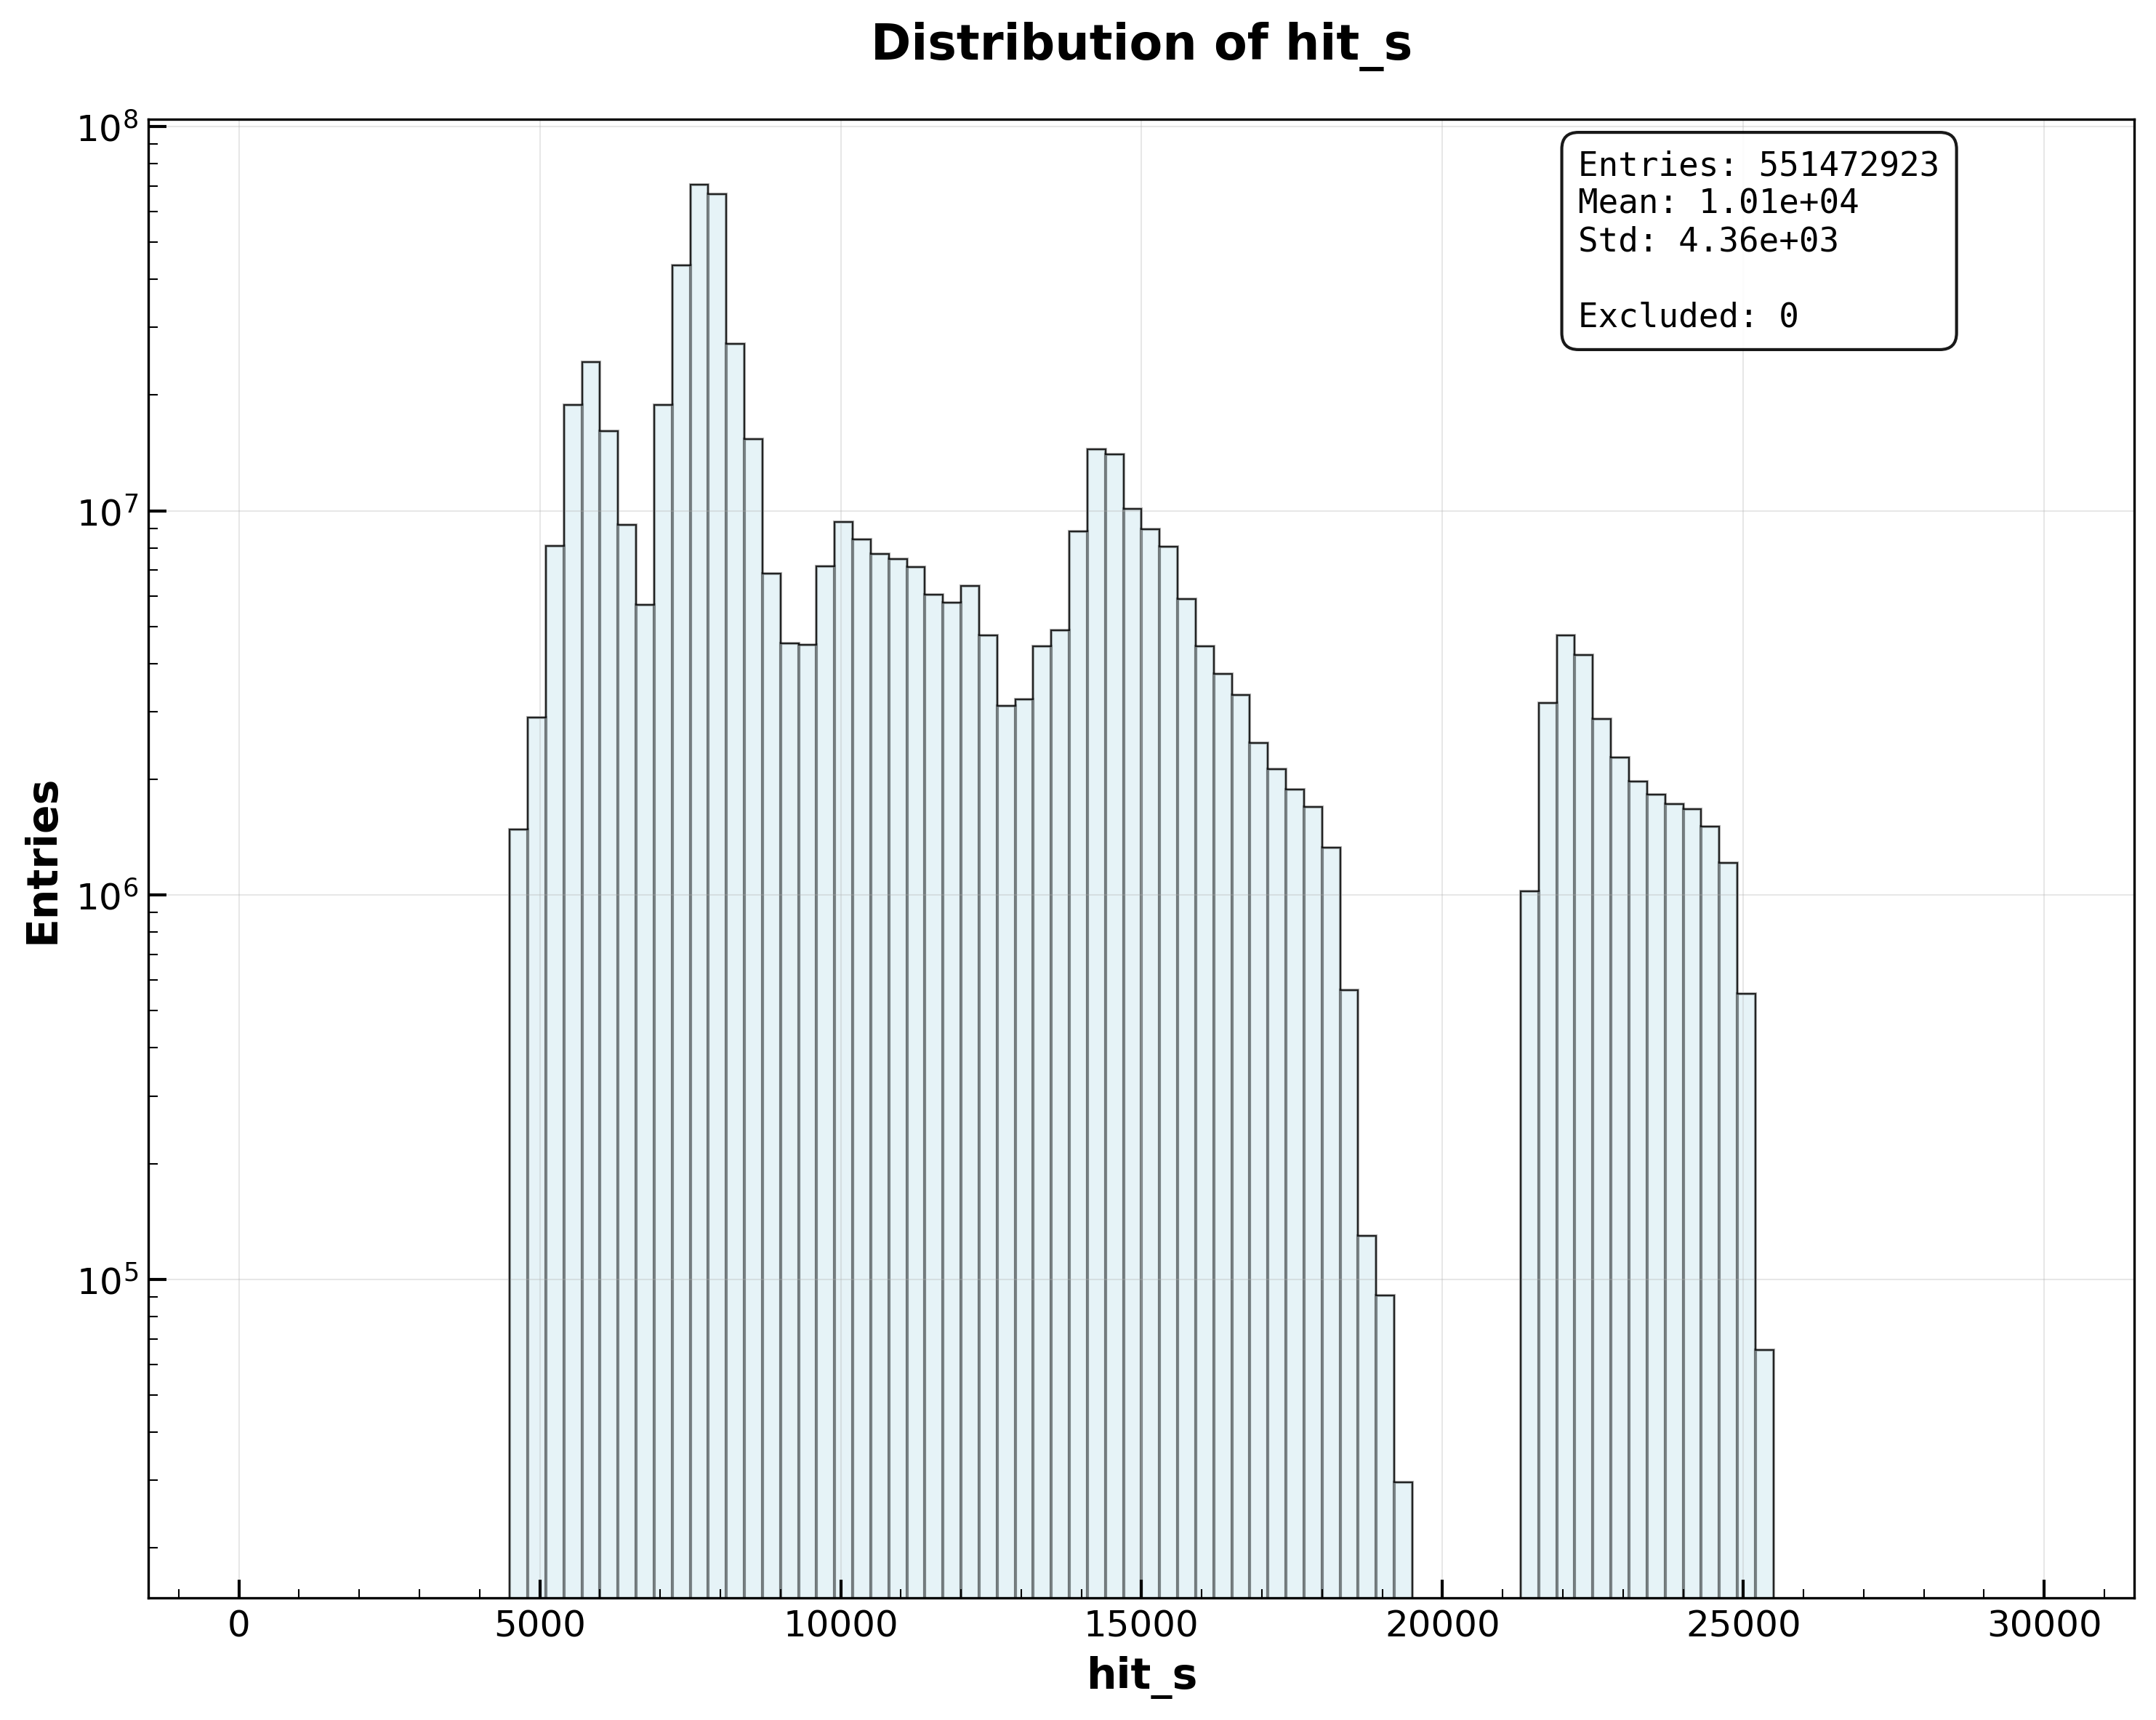 Distribution of hit_s
10^8
10^7
10^6
10^5
Entries
Entries: 551472923
Mean: 1.01e+04
Std: 4.36e+03
Excluded: 0
0 5000 10000 15000 20000 25000 30000
hit_s